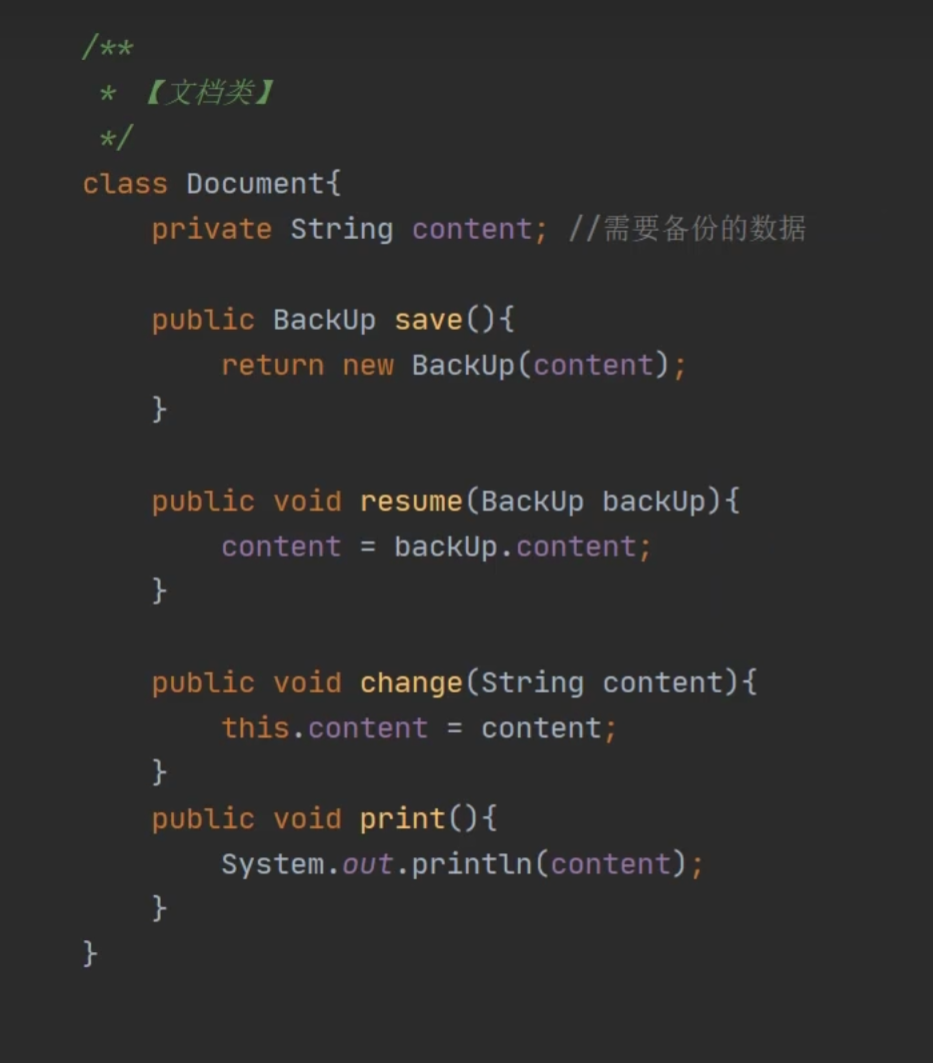 /**
 * 【文档类】
 */
class Document{
    private String content; //需要备份的数据

    public BackUp save(){
        return new BackUp(content);
    }

    public void resume(BackUp backUp){
        content = backUp.content;
    }

    public void change(String content){
        this.content = content;
    }
    public void print(){
        System.out.println(content);
    }
}